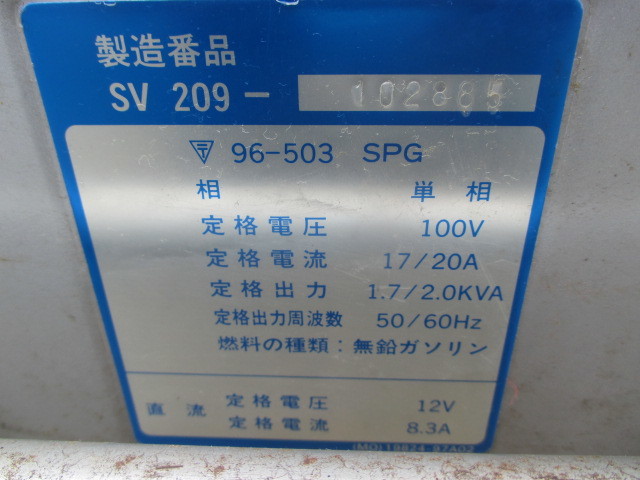 製造番品
SV 209- 102885
〒 96-503 SPG
相 単相
定格電圧 100V
定格電流 17/20A
定格出力 1.7/2.0KVA
定格出力周波数 50/60Hz
燃料の種類：無鉛ガソリン
直流 定格電圧 12V
定格電流 8.3A